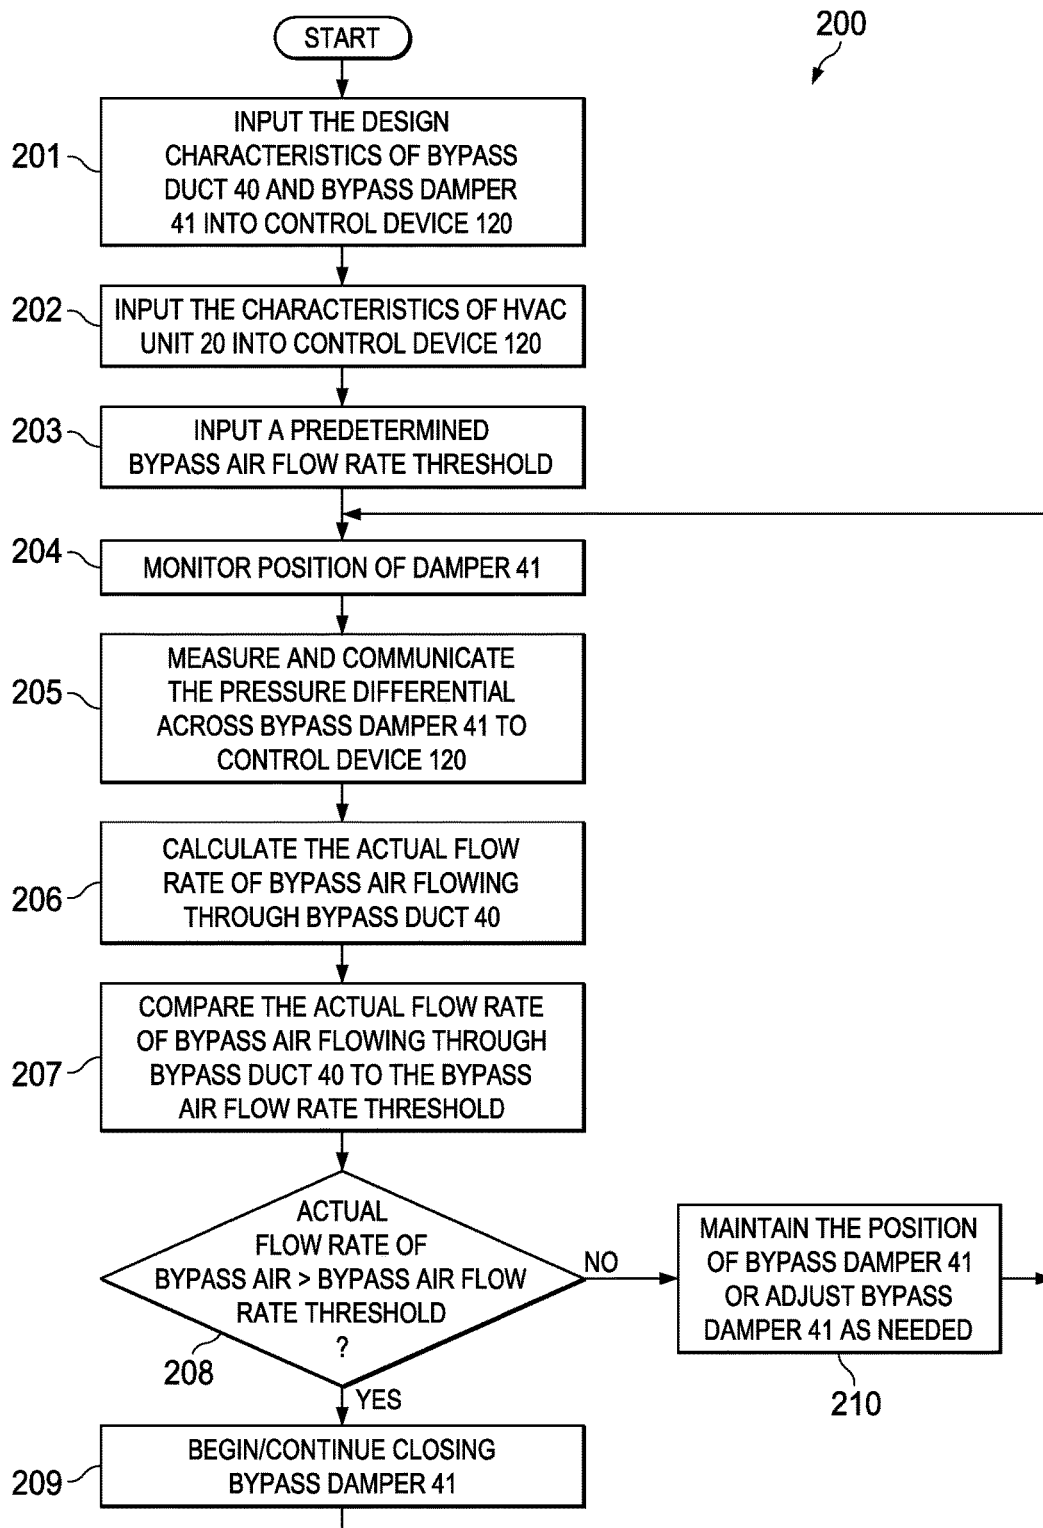 START
200
201
INPUT THE DESIGN
CHARACTERISTICS OF BYPASS
DUCT 40 AND BYPASS DAMPER
41 INTO CONTROL DEVICE 120
202
INPUT THE CHARACTERISTICS OF HVAC
UNIT 20 INTO CONTROL DEVICE 120
203
INPUT A PREDETERMINED
BYPASS AIR FLOW RATE THRESHOLD
204
MONITOR POSITION OF DAMPER 41
205
MEASURE AND COMMUNICATE
THE PRESSURE DIFFERENTIAL
ACROSS BYPASS DAMPER 41 TO
CONTROL DEVICE 120
206
CALCULATE THE ACTUAL FLOW
RATE OF BYPASS AIR FLOWING
THROUGH BYPASS DUCT 40
207
COMPARE THE ACTUAL FLOW RATE
OF BYPASS AIR FLOWING THROUGH
BYPASS DUCT 40 TO THE BYPASS
AIR FLOW RATE THRESHOLD
ACTUAL
FLOW RATE OF
BYPASS AIR > BYPASS AIR FLOW
RATE THRESHOLD
?
208
NO
MAINTAIN THE POSITION
OF BYPASS DAMPER 41
OR ADJUST BYPASS
DAMPER 41 AS NEEDED
210
YES
209
BEGIN/CONTINUE CLOSING
BYPASS DAMPER 41